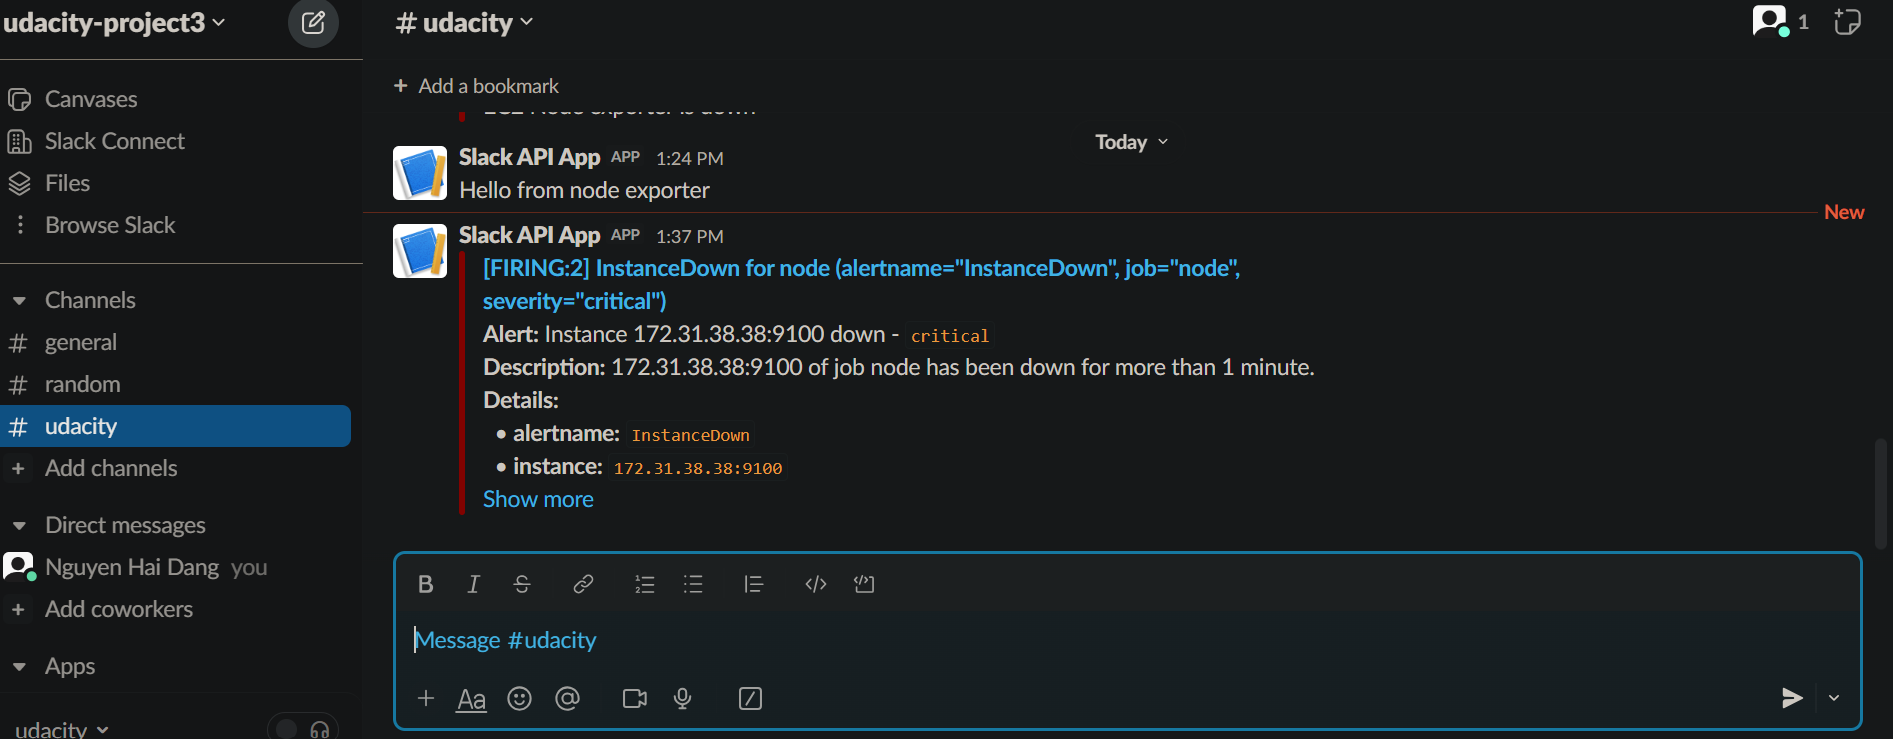 udacity-project3
Canvases
Slack Connect
Files
Browse Slack
Channels
# general
# random
# udacity
+ Add channels
Direct messages
Nguyen Hai Dang you
+ Add coworkers
Apps
udacity
# udacity
1
+ Add a bookmark
EC2 Node exporter is down
Today
Slack API App APP 1:24 PM
Hello from node exporter
New
Slack API App APP 1:37 PM
[FIRING:2] InstanceDown for node (alertname="InstanceDown", job="node",
severity="critical")
Alert: Instance 172.31.38.38:9100 down - critical
Description: 172.31.38.38:9100 of job node has been down for more than 1 minute.
Details:
• alertname: InstanceDown
• instance: 172.31.38.38:9100
Show more
B I S
Message #udacity
+ Aa @